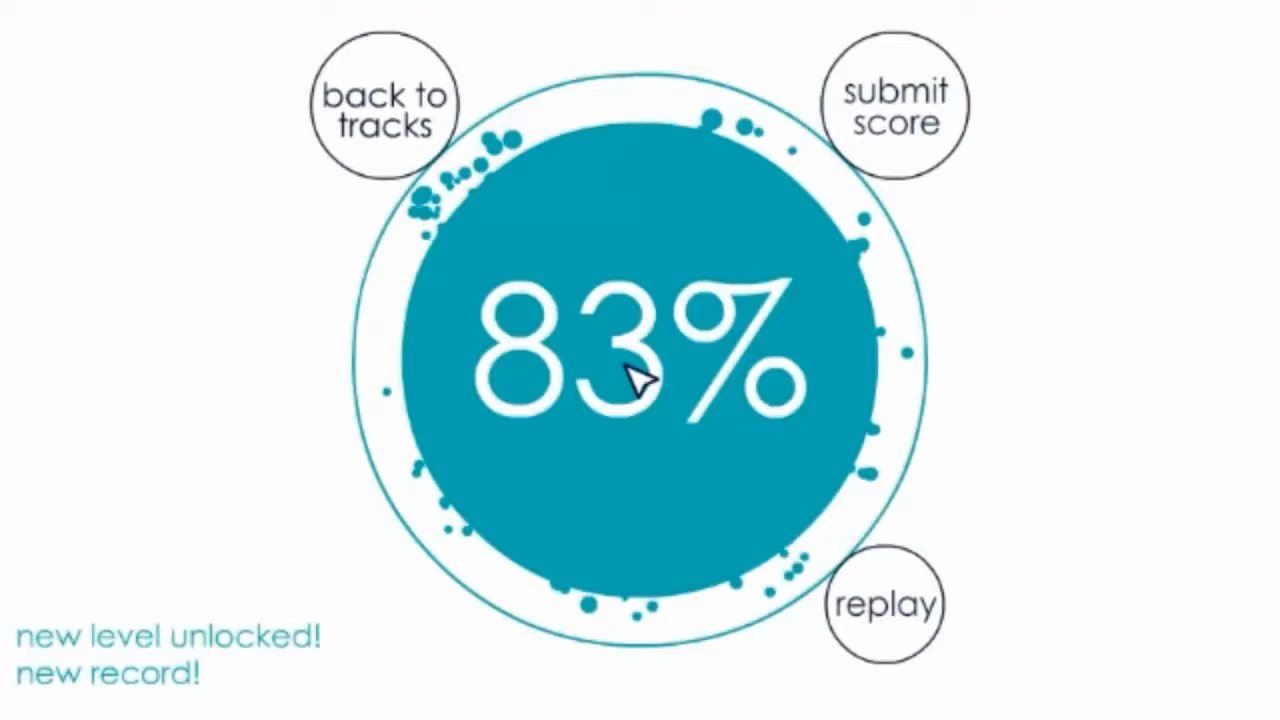 back to
tracks
submit
score
83%
replay
new level unlocked!
new record!